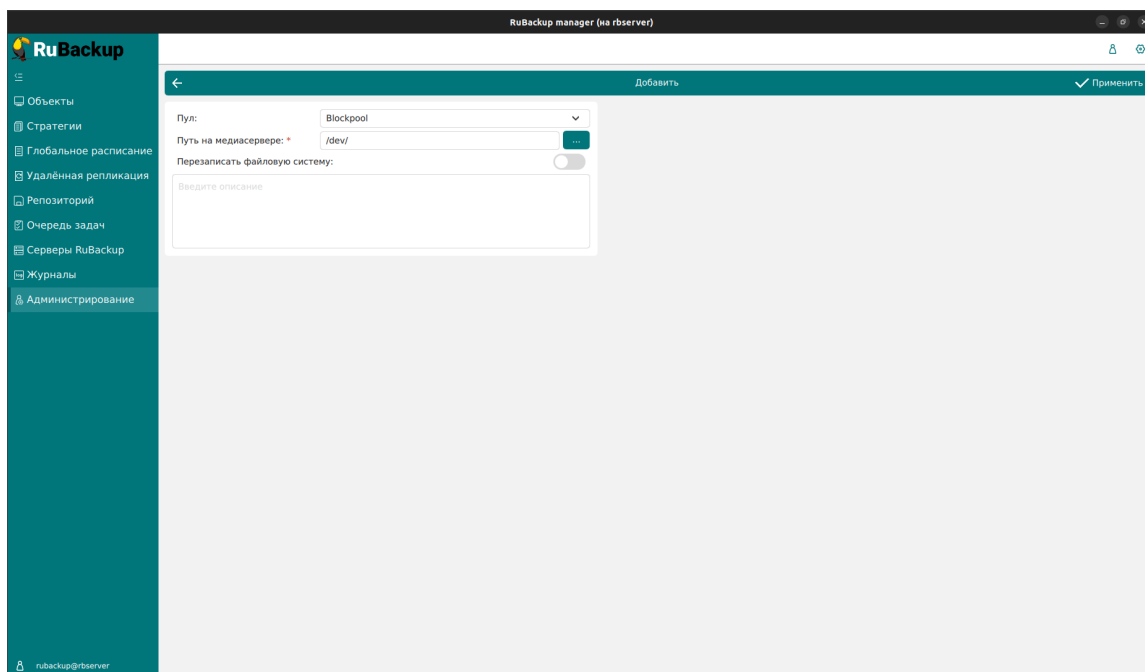 RuBackup manager (на rbserver)
RuBackup
Добавить
Применить
Объекты
Стратегии
Глобальное расписание
Удалённая репликация
Репозиторий
Очередь задач
Серверы RuBackup
Журналы
Администрирование
Пул:
Blockpool
Путь на медиасервере: *
/dev/
...
Перезаписать файловую систему:
Введите описание
rubackup@rbserver